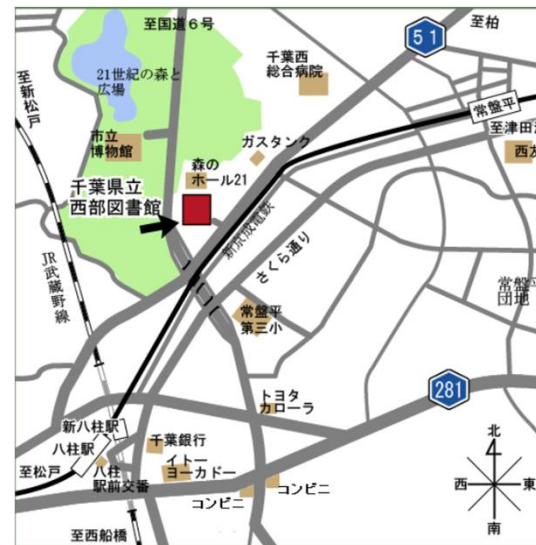 至国道6号
至柏
51
千葉西
総合病院
21世紀の森と
広場
至新松戸
常盤平
至津田沼
市立
博物館
ガスタンク
西友
森の
ホール21
千葉県立
西部図書館
新京成電鉄
さくら通り
JR武蔵野線
常盤平
団地
常盤平
第三小
281
トヨタ
カローラ
新八柱駅
八柱駅
千葉銀行
イトー
ヨーカドー
至松戸
八柱
駅前交番
コンビニ
コンビニ
至西船橋
北
西
東
南